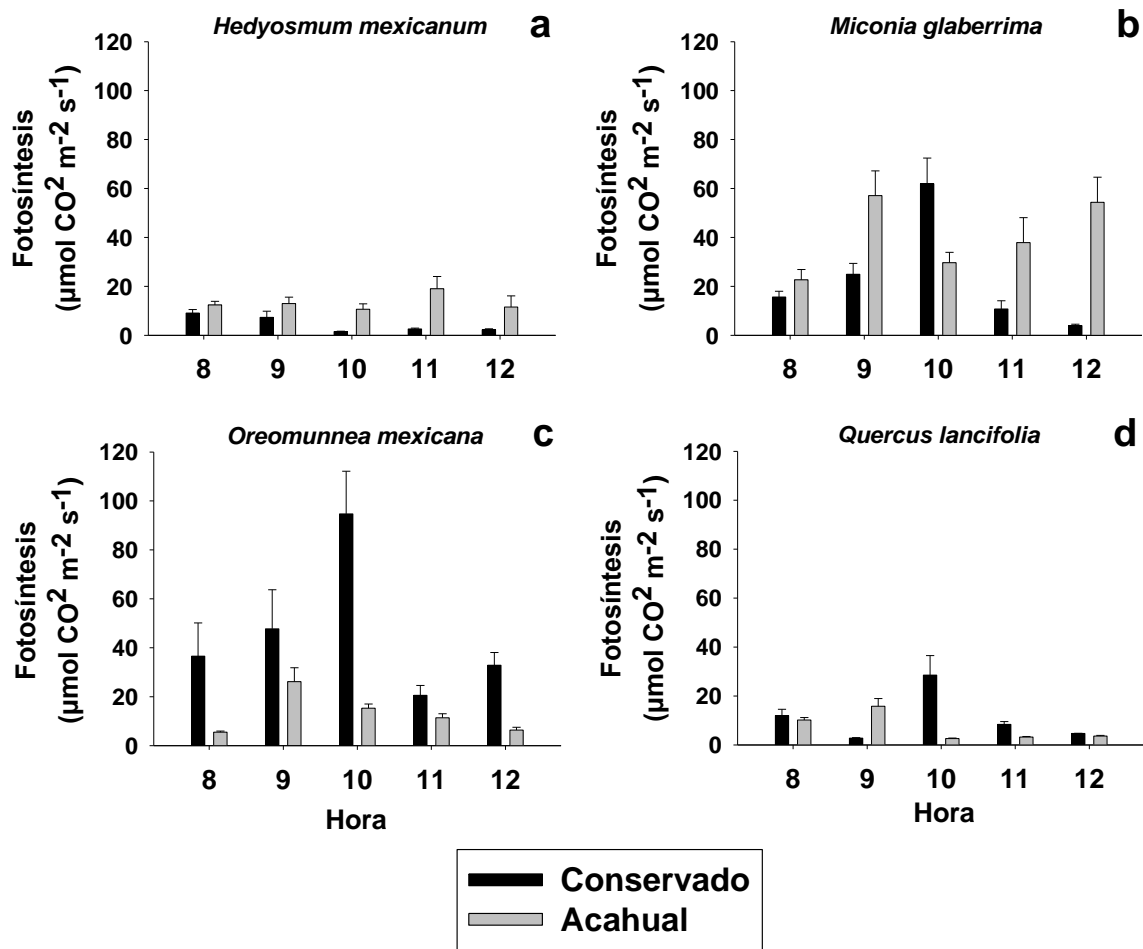 Hedyosmum mexicanum a
Fotosíntesis
(µmol CO² m⁻² s⁻¹)
120
100
80
60
40
20
0
8 9 10 11 12
Miconia glaberrima b
Fotosíntesis
(µmol CO² m⁻² s⁻¹)
120
100
80
60
40
20
0
8 9 10 11 12
Oreomunnea mexicana c
Fotosíntesis
(µmol CO² m⁻² s⁻¹)
120
100
80
60
40
20
0
8 9 10 11 12
Hora
Quercus lancifolia d
Fotosíntesis
(µmol CO² m⁻² s⁻¹)
120
100
80
60
40
20
0
8 9 10 11 12
Hora
Conservado
Acahual